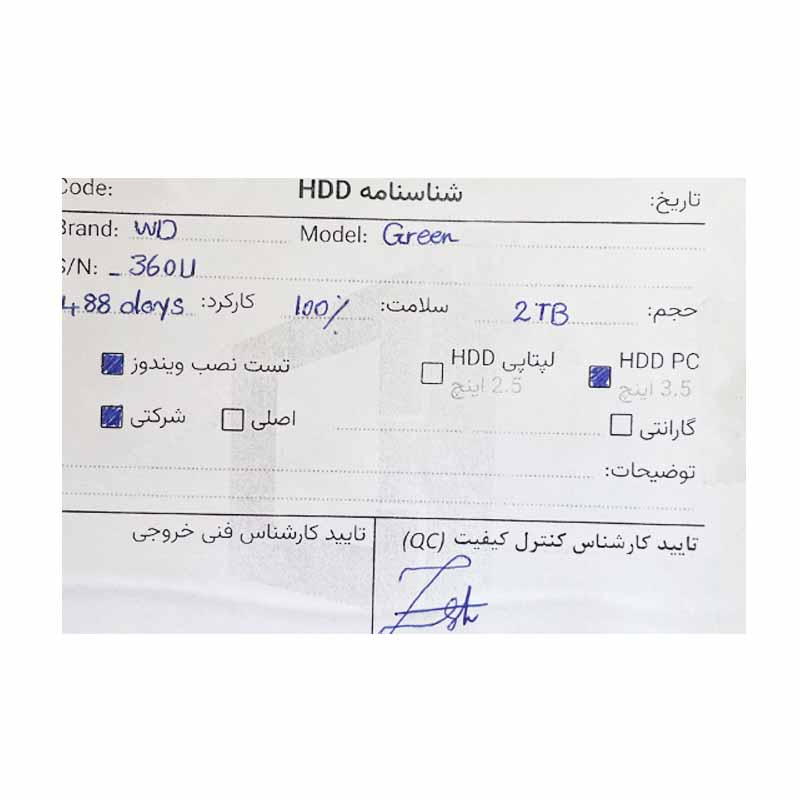 شناسنامه HDD
Code:
تاریخ:
Brand: WD Model: Green
S/N: _ 360U
حجم: 2TB سلامت: 100% کارکرد: 488 days
HDD PC لپتاپی HDD تست نصب ویندوز
3.5 اینچ 2.5 اینچ
گارانتی اصلی شرکتی
توضیحات:
تایید کارشناس کنترل کیفیت (QC) تایید کارشناس فنی خروجی